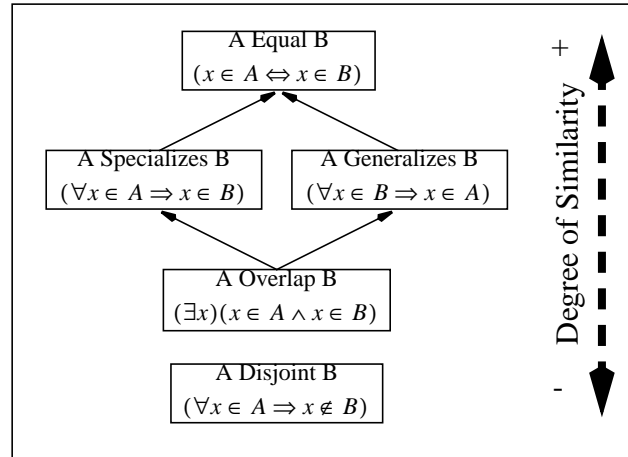 A Equal B
(x ∈ A ⇔ x ∈ B)
+
A Specializes B
(∀x ∈ A ⇒ x ∈ B)
A Generalizes B
(∀x ∈ B ⇒ x ∈ A)
Degree of Similarity
A Overlap B
(∃x)(x ∈ A ∧ x ∈ B)
A Disjoint B
(∀x ∈ A ⇒ x ∉ B)
-